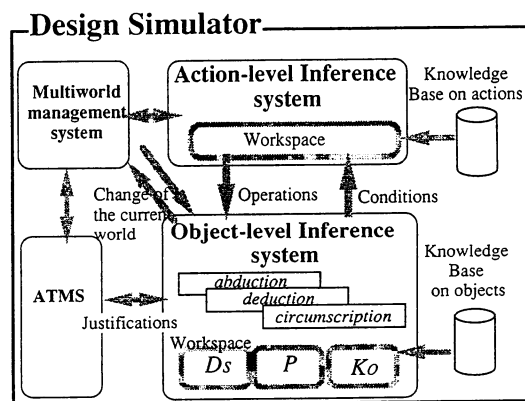 Design Simulator
Multiworld
management
system
Action-level Inference
system
Workspace
Knowledge
Base on actions
Change of
the current
world
Operations
Conditions
Object-level Inference
system
abduction
deduction
circumscription
ATMS
Justifications
Workspace
Ds
P
Ko
Knowledge
Base
on objects